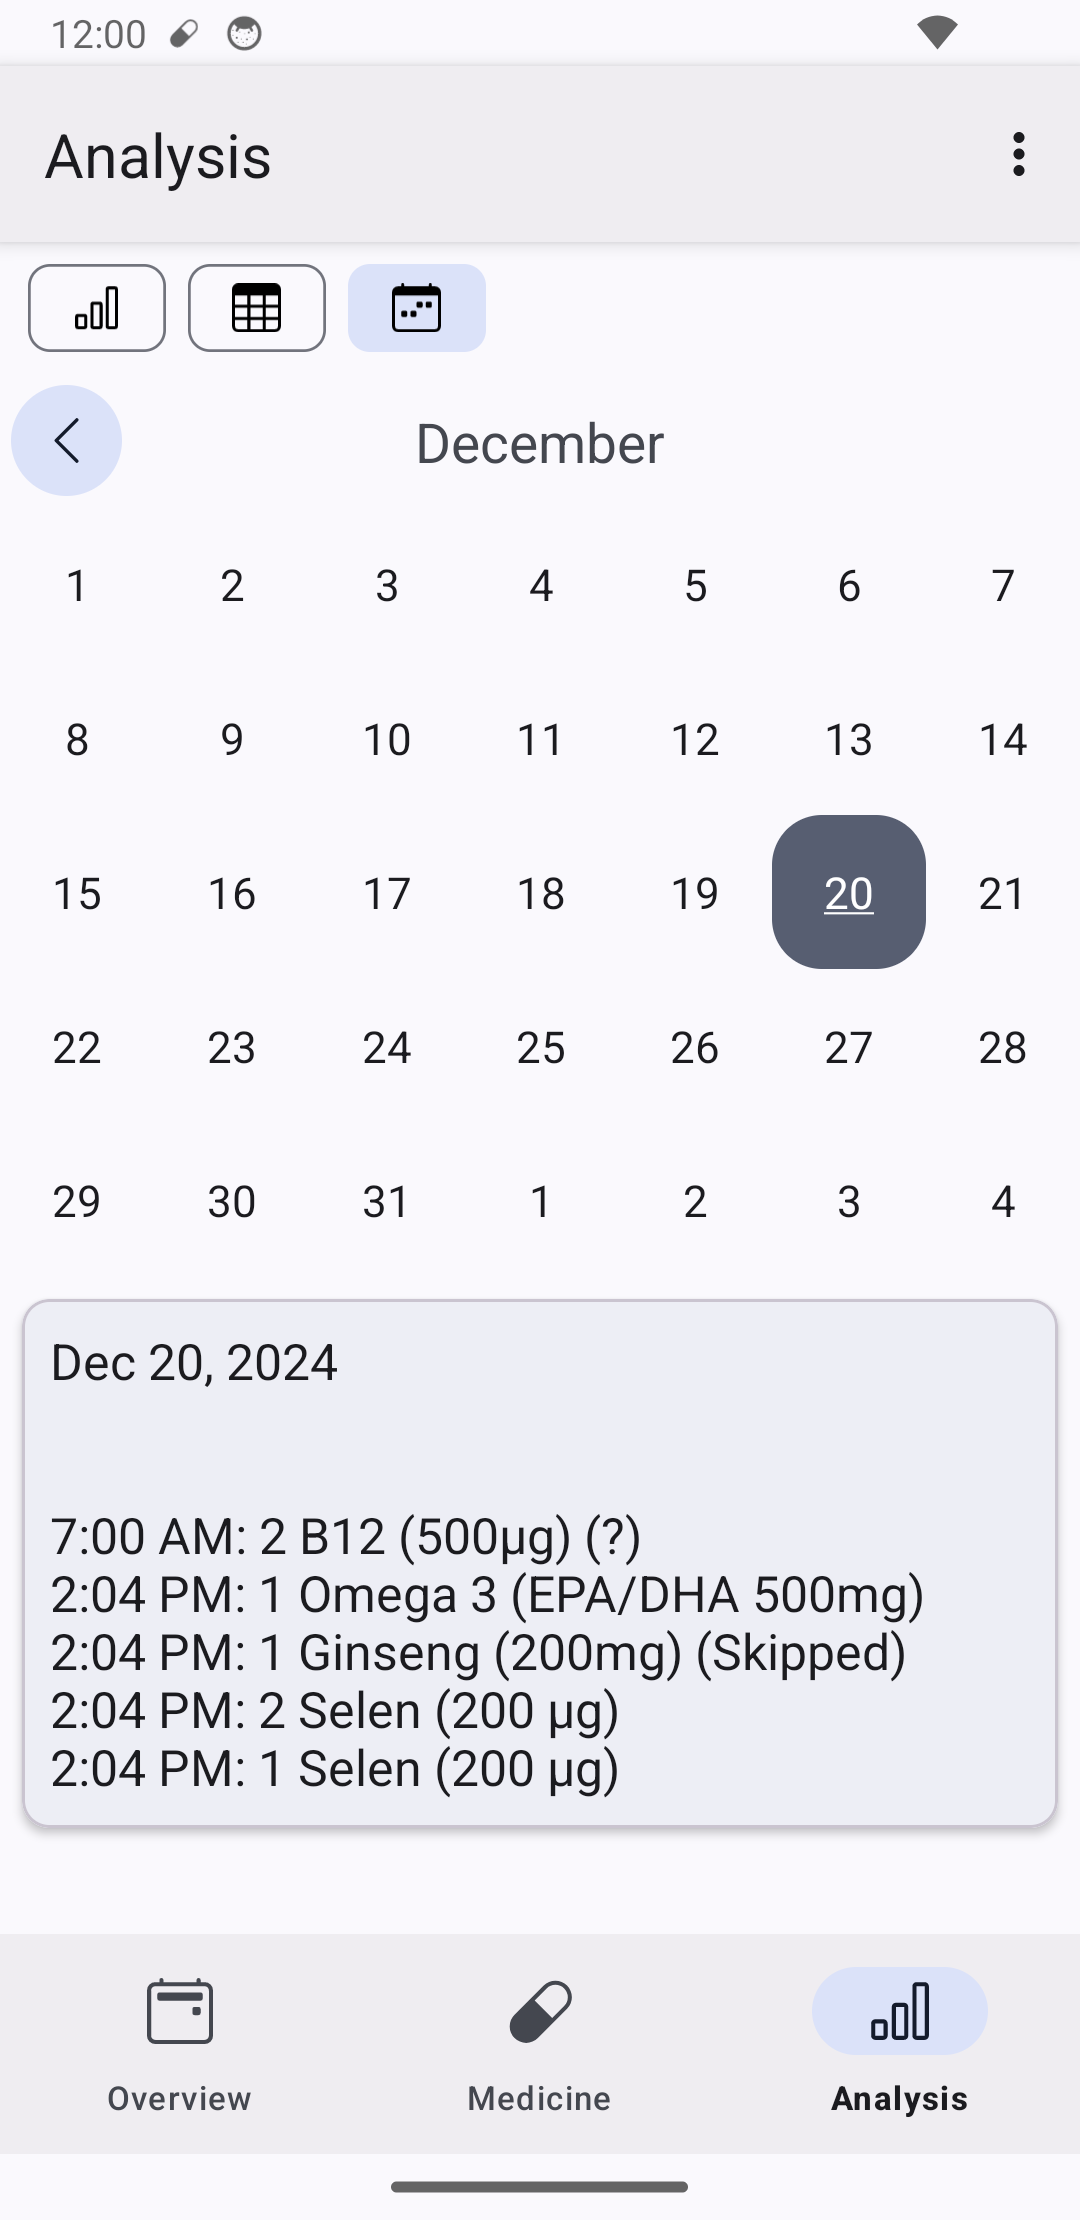 12:00
Analysis
December
1 2 3 4 5 6 7
8 9 10 11 12 13 14
15 16 17 18 19 20 21
22 23 24 25 26 27 28
29 30 31 1 2 3 4
Dec 20, 2024
7:00 AM: 2 B12 (500µg) (?)
2:04 PM: 1 Omega 3 (EPA/DHA 500mg)
2:04 PM: 1 Ginseng (200mg) (Skipped)
2:04 PM: 2 Selen (200 µg)
2:04 PM: 1 Selen (200 µg)
Overview Medicine Analysis